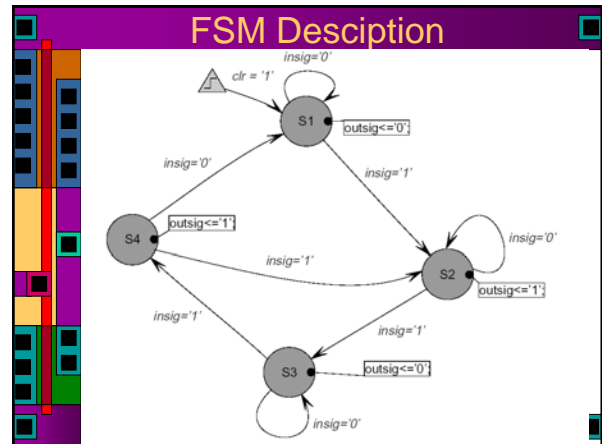 FSM Desciption
insig='0'
clr = '1'
S1
outsig<='0';
insig='0'
insig='1'
outsig<='1';
S4
insig='0'
insig='1'
S2
outsig<='1';
insig='1'
insig='1'
outsig<='0';
S3
insig='0'